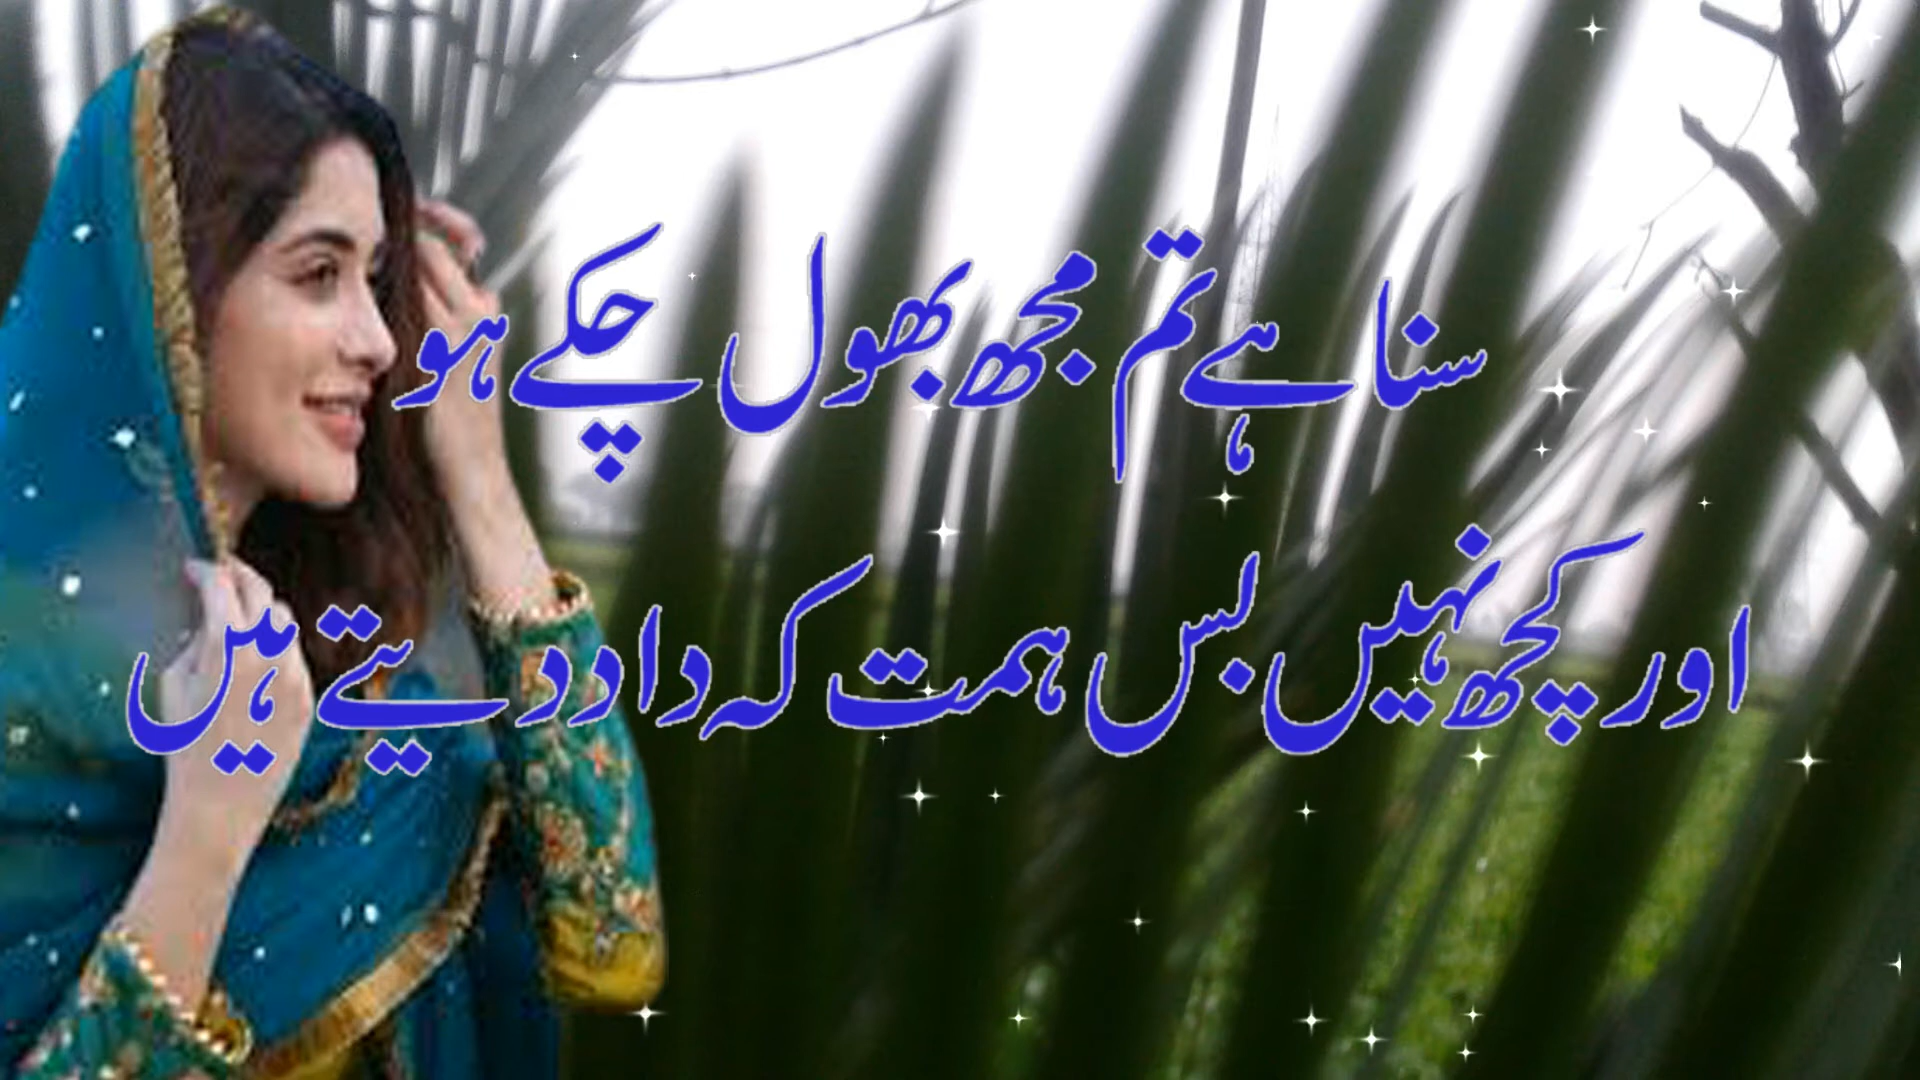 سنا ہے تم مجھ بھول چکے ہو
اور کچھ نہیں بس ہمت کہ داد دیتے ہیں